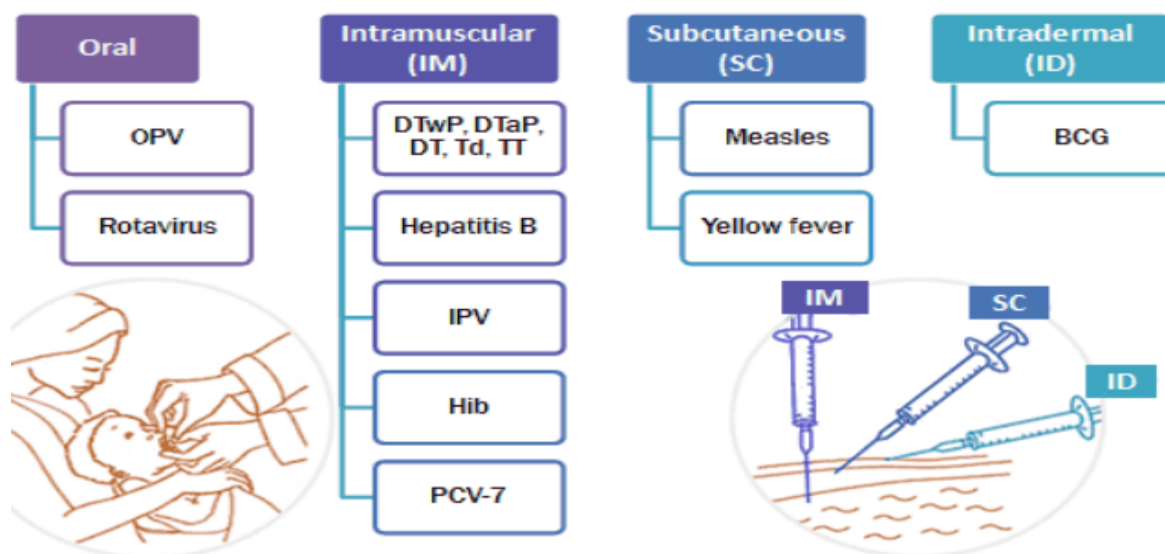 Oral
OPV
Rotavirus
Intramuscular
(IM)
DTwP, DTaP,
DT, Td, TT
Hepatitis B
IPV
Hib
PCV-7
Subcutaneous
(SC)
Measles
Yellow fever
Intradermal
(ID)
BCG
IM
SC
ID